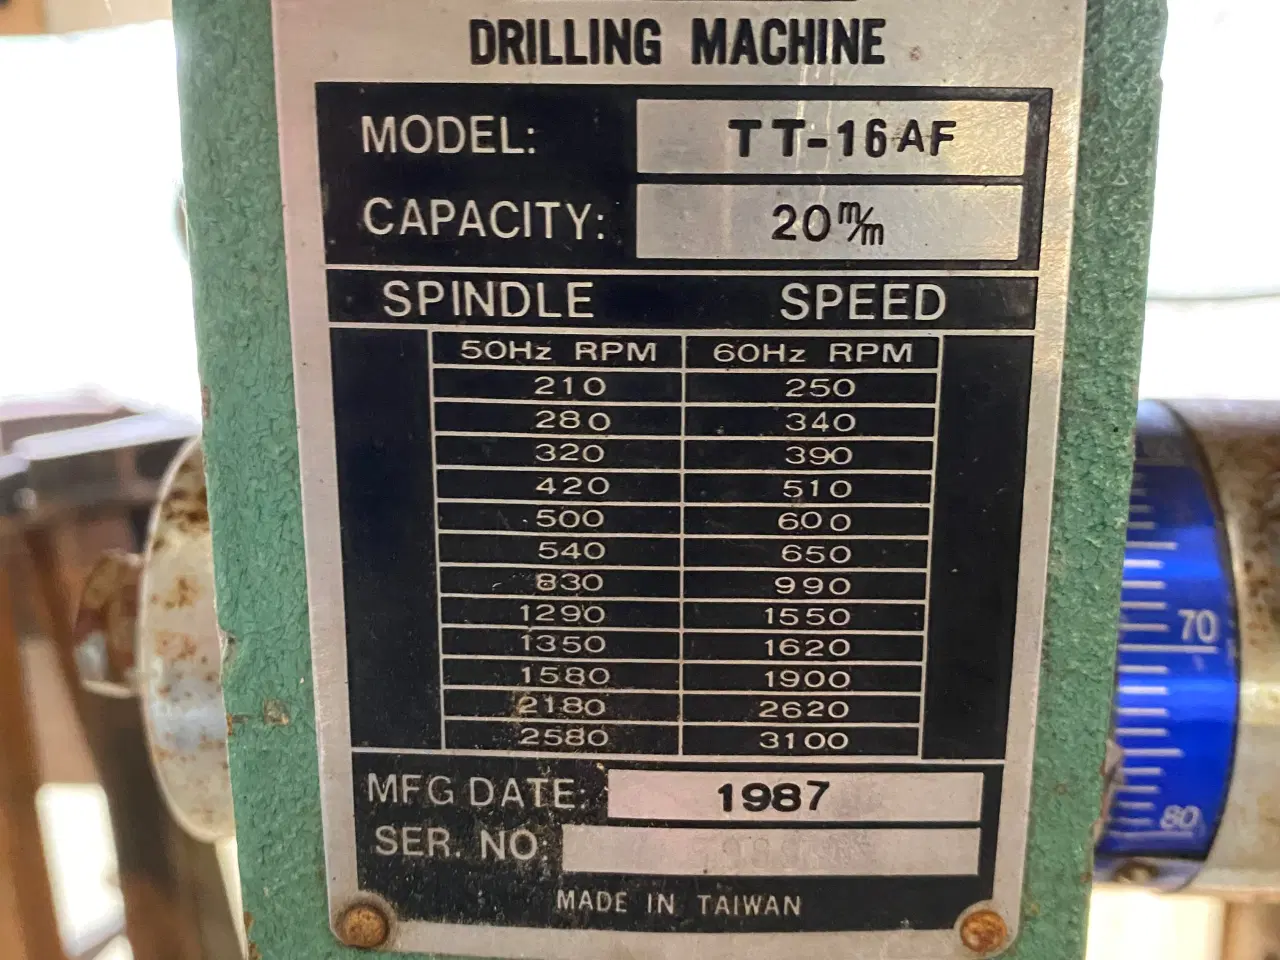 DRILLING MACHINE
MODEL: TT-16AF
CAPACITY: 20 m/m
SPINDLE SPEED
50Hz RPM 60Hz RPM
210 250
280 340
320 390
420 510
500 600
540 650
830 990
1290 1550
1350 1620
1580 1900
2180 2620
2580 3100
MFG DATE: 1987
SER. NO.
MADE IN TAIWAN
70
80